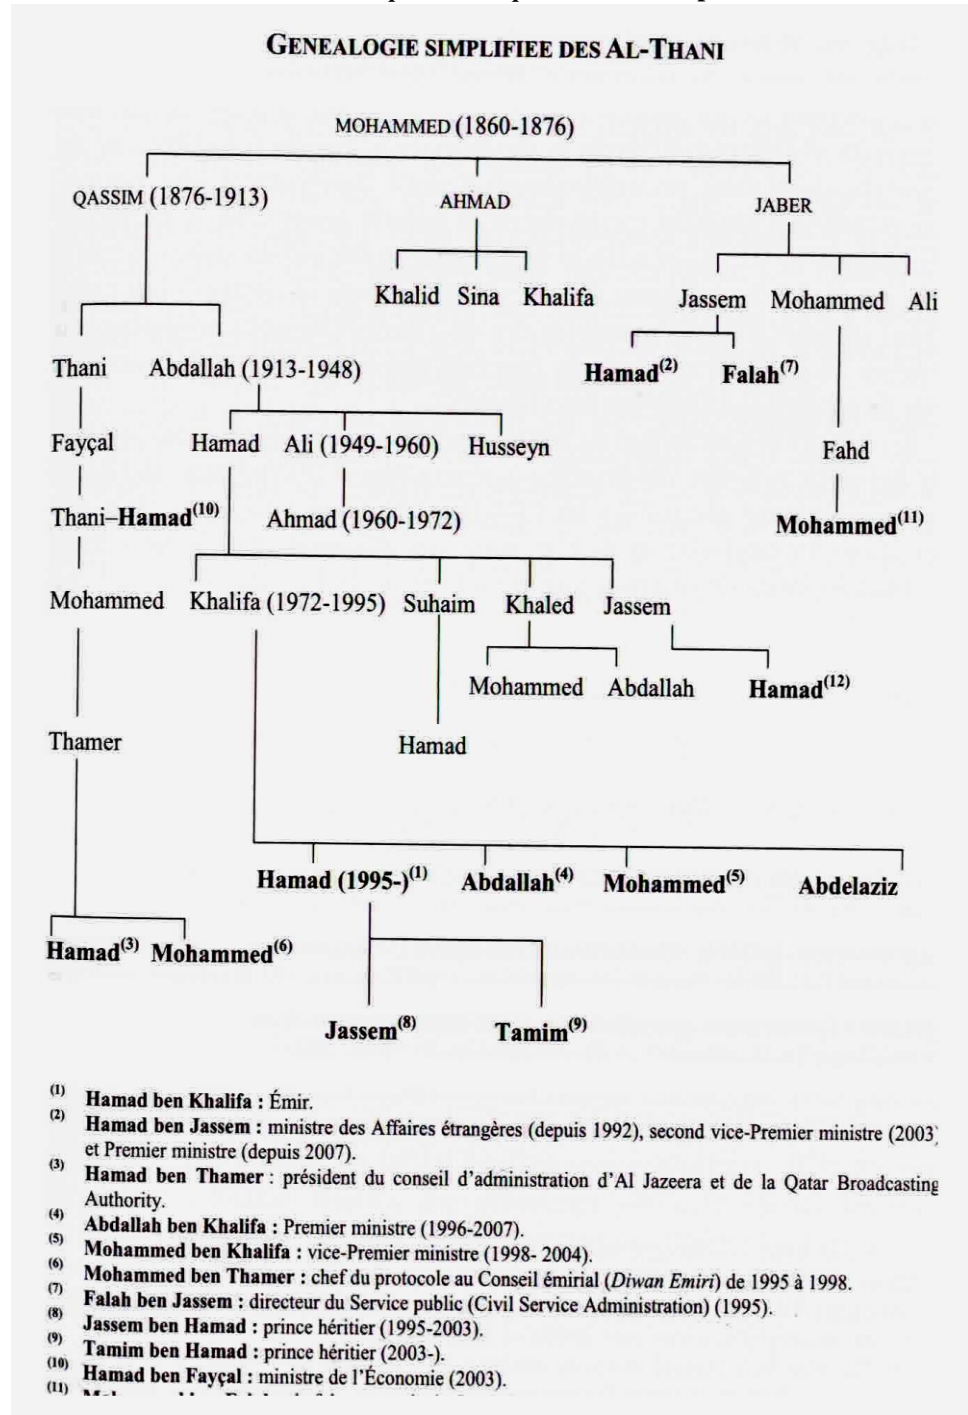 GENEALOGIE SIMPLIFIEE DES AL-THANI
MOHAMMED (1860-1876)
QASSIM (1876-1913) AHMAD JABER
Khalid Sina Khalifa Jassem Mohammed Ali
Thani Abdallah (1913-1948) Hamad(2) Falah(7)
Fayçal Hamad Ali (1949-1960) Husseyn Fahd
Thani–Hamad(10) Ahmad (1960-1972) Mohammed(11)
Mohammed Khalifa (1972-1995) Suhaim Khaled Jassem
Mohammed Abdallah Hamad(12)
Thamer Hamad
Hamad (1995-)(1) Abdallah(4) Mohammed(5) Abdelaziz
Hamad(3) Mohammed(6)
Jassem(8) Tamim(9)
(1) Hamad ben Khalifa : Émir.
(2) Hamad ben Jassem : ministre des Affaires étrangères (depuis 1992), second vice-Premier ministre (2003)
et Premier ministre (depuis 2007).
(3) Hamad ben Thamer : président du conseil d'administration d'Al Jazeera et de la Qatar Broadcasting
Authority.
(4) Abdallah ben Khalifa : Premier ministre (1996-2007).
(5) Mohammed ben Khalifa : vice-Premier ministre (1998- 2004).
(6) Mohammed ben Thamer : chef du protocole au Conseil émirial (Diwan Emiri) de 1995 à 1998.
(7) Falah ben Jassem : directeur du Service public (Civil Service Administration) (1995).
(8) Jassem ben Hamad : prince héritier (1995-2003).
(9) Tamim ben Hamad : prince héritier (2003-).
(10) Hamad ben Fayçal : ministre de l'Économie (2003).
(11)